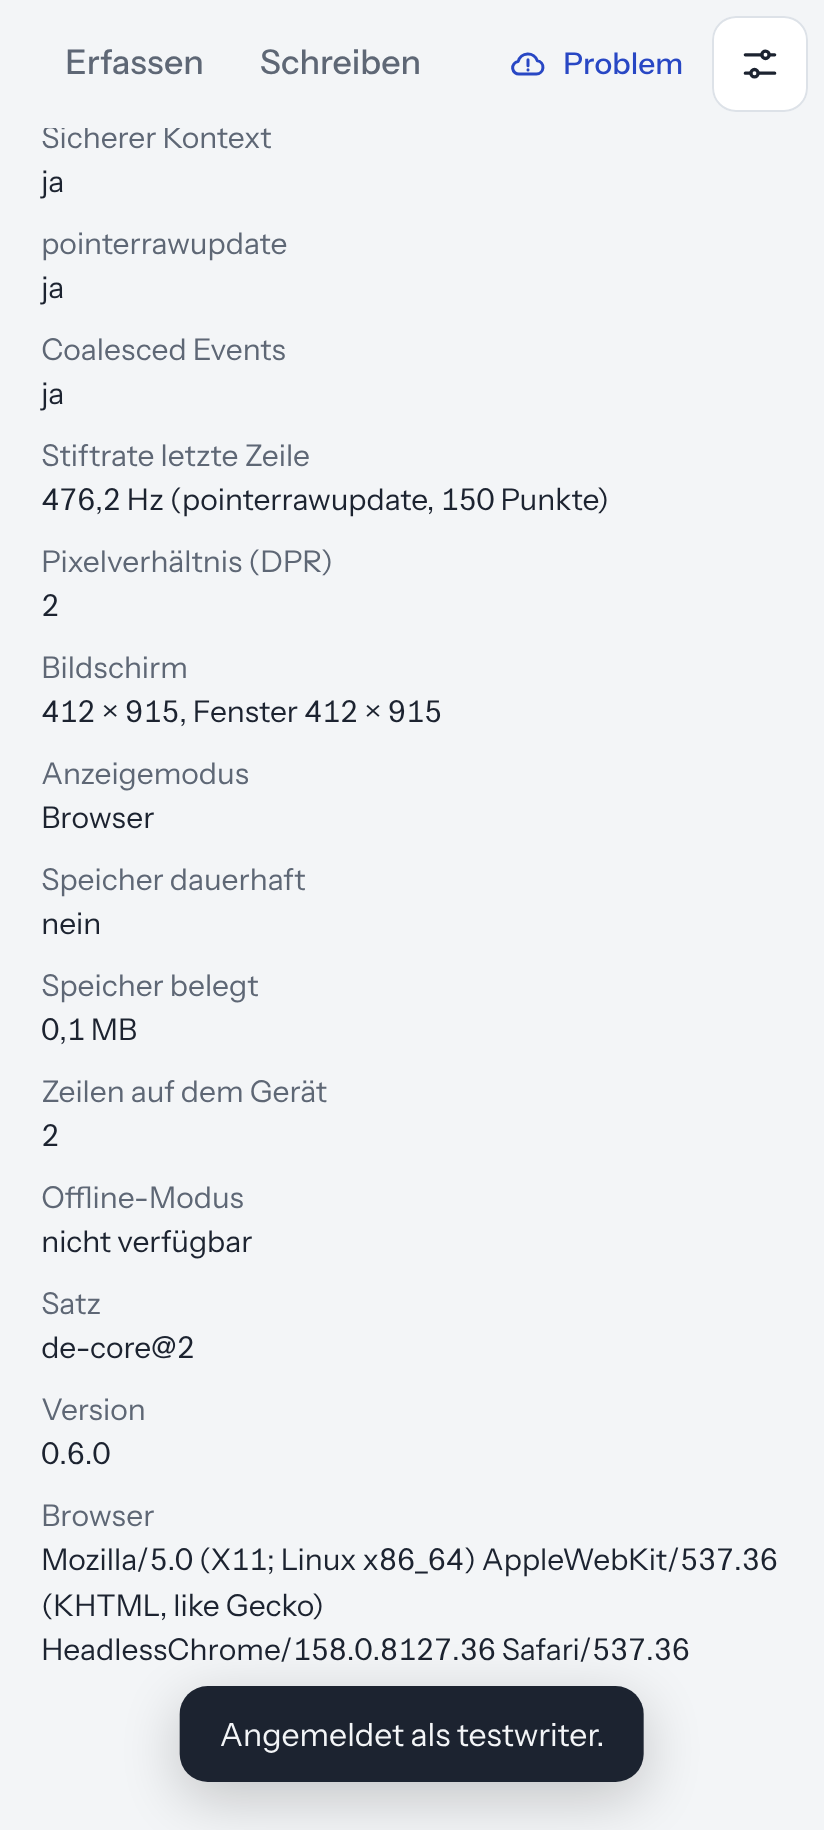 Erfassen Schreiben Problem
Sicherer Kontext
ja
pointerrawupdate
ja
Coalesced Events
ja
Stiftrate letzte Zeile
476,2 Hz (pointerrawupdate, 150 Punkte)
Pixelverhältnis (DPR)
2
Bildschirm
412 × 915, Fenster 412 × 915
Anzeigemodus
Browser
Speicher dauerhaft
nein
Speicher belegt
0,1 MB
Zeilen auf dem Gerät
2
Offline-Modus
nicht verfügbar
Satz
de-core@2
Version
0.6.0
Browser
Mozilla/5.0 (X11; Linux x86_64) AppleWebKit/537.36
(KHTML, like Gecko)
HeadlessChrome/158.0.8127.36 Safari/537.36
Angemeldet als testwriter.